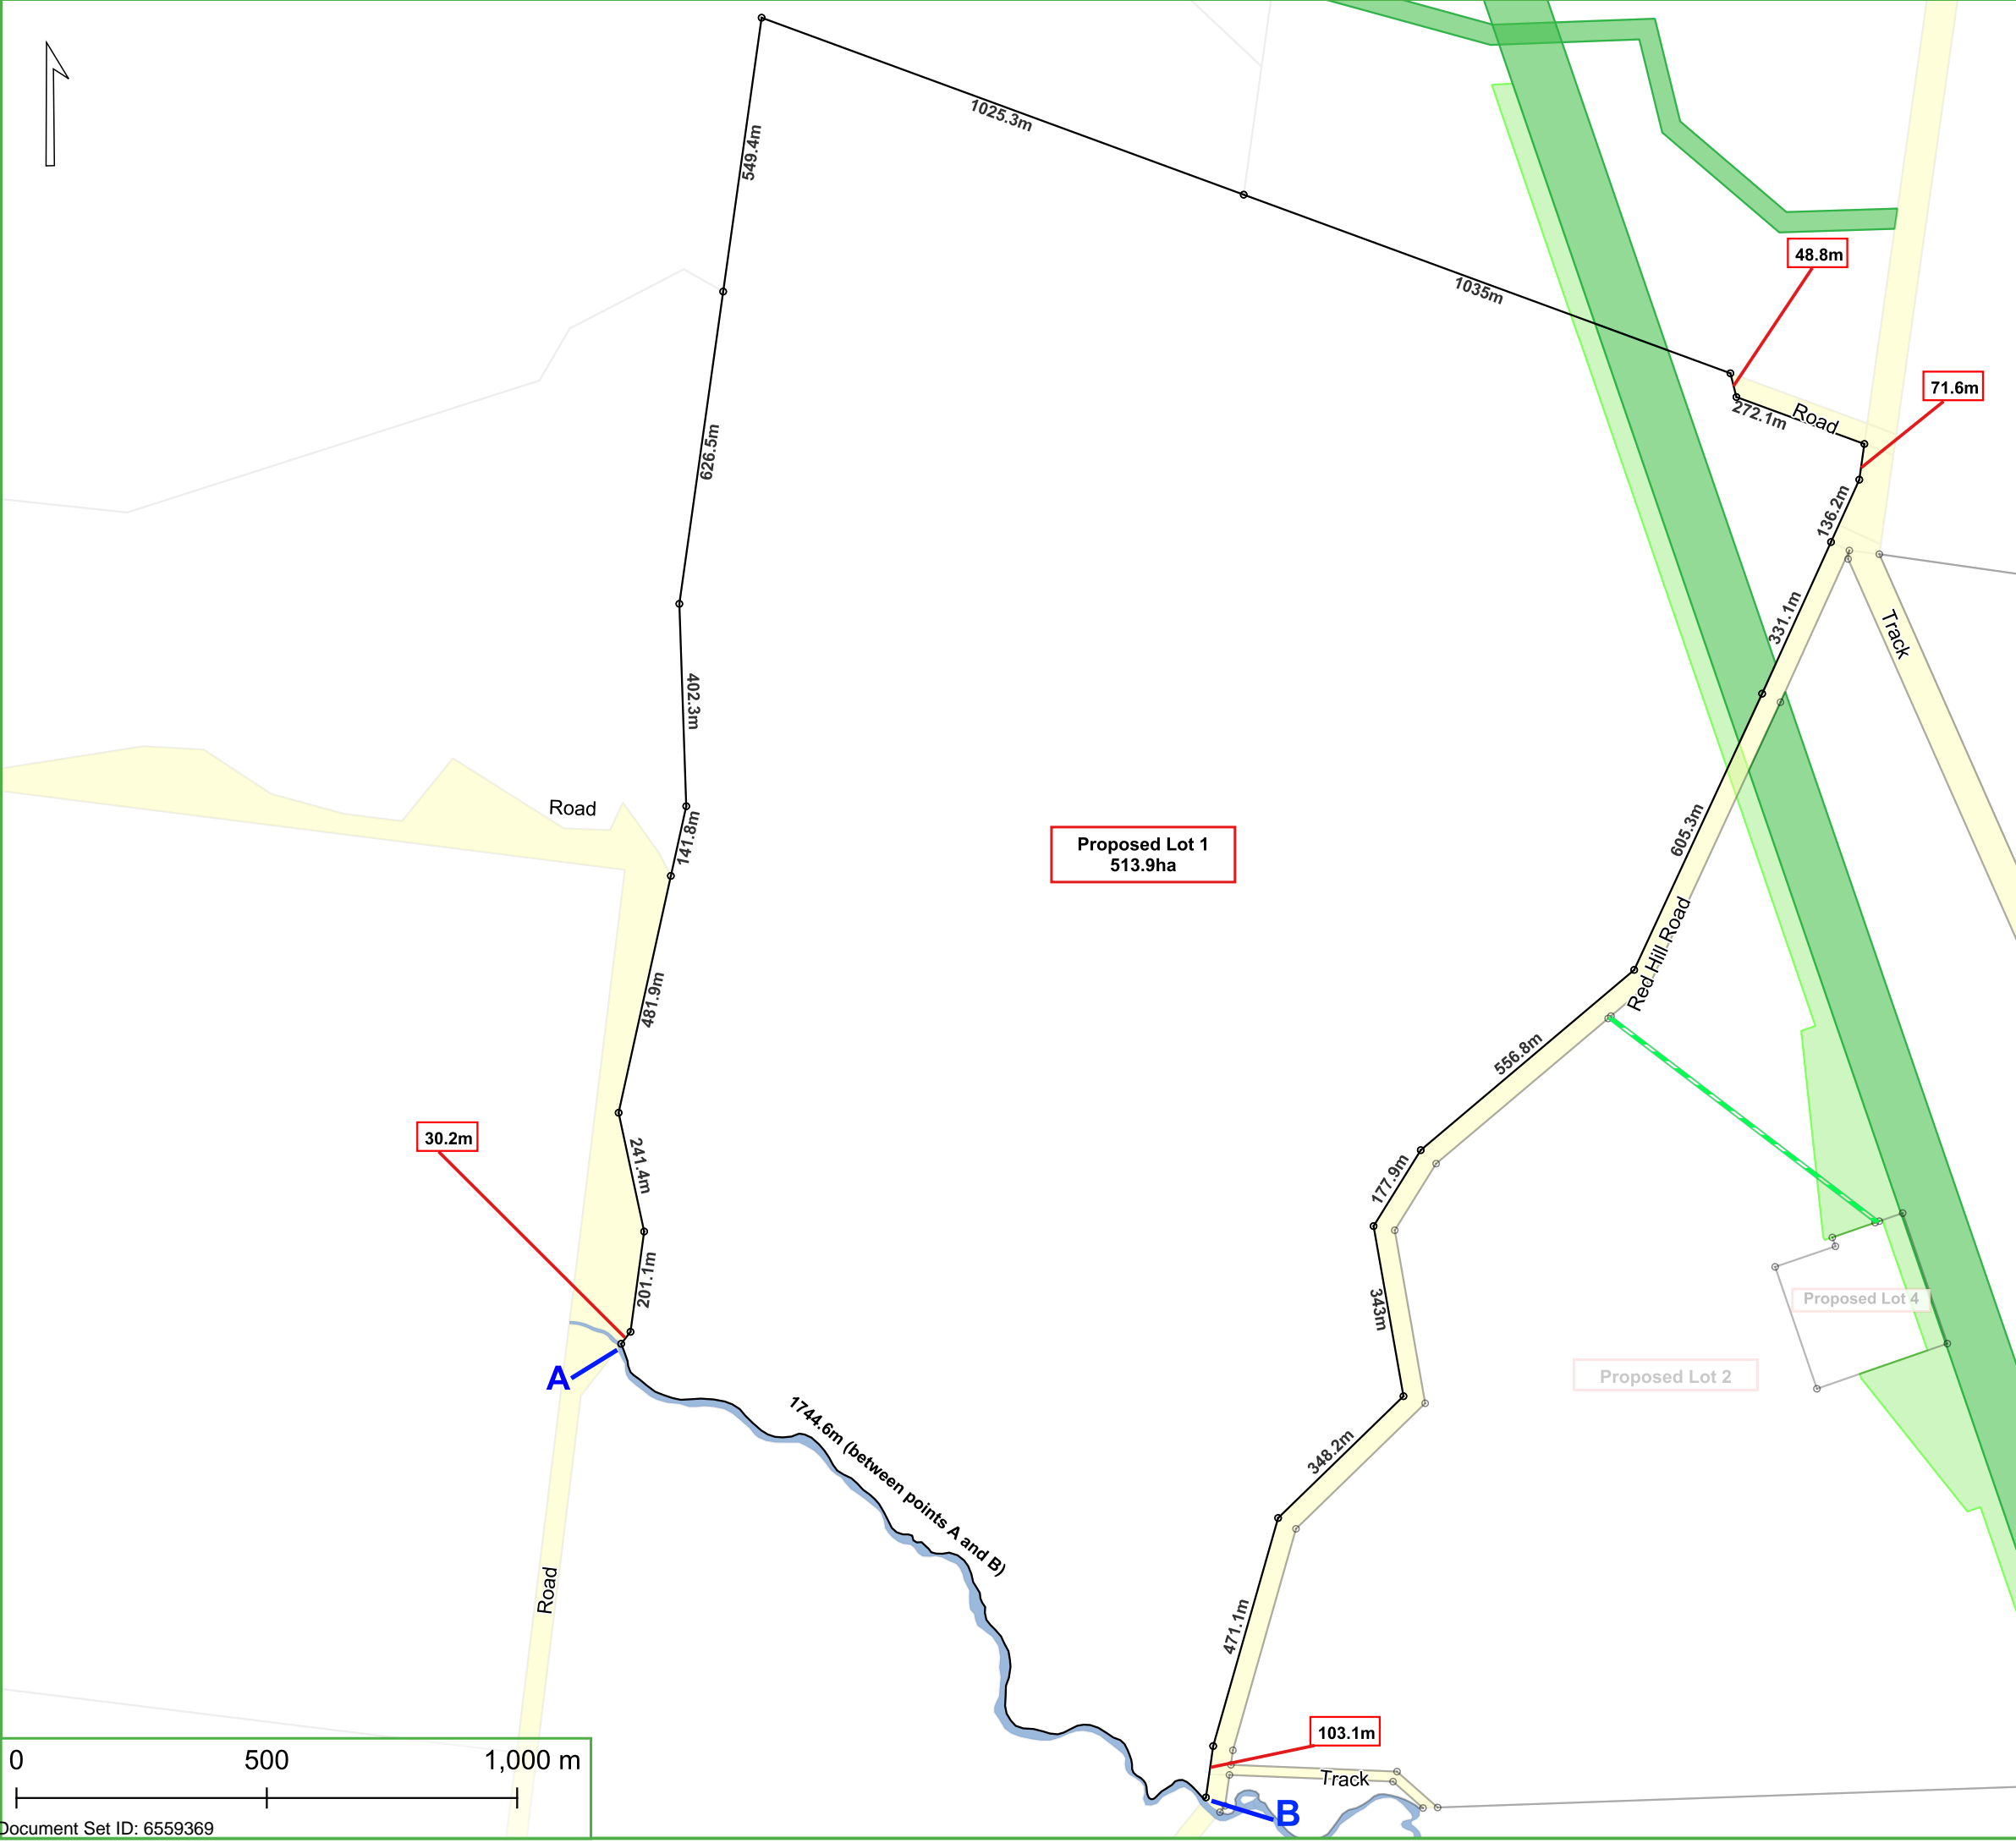 1025.3m
549.4m
48.8m
1035m
71.6m
272.1m
Road
626.5m
136.2m
331.1m
Track
402.3m
Road
141.8m
605.3m
Proposed Lot 1
513.9ha
Red Hill Road
481.9m
556.8m
30.2m
241.4m
177.9m
201.1m
343m
Proposed Lot 4
A
Proposed Lot 2
1744.6m (between points A and B)
348.2m
Road
471.1m
103.1m
Track
B
0 500 1,000 m
Document Set ID: 6559369